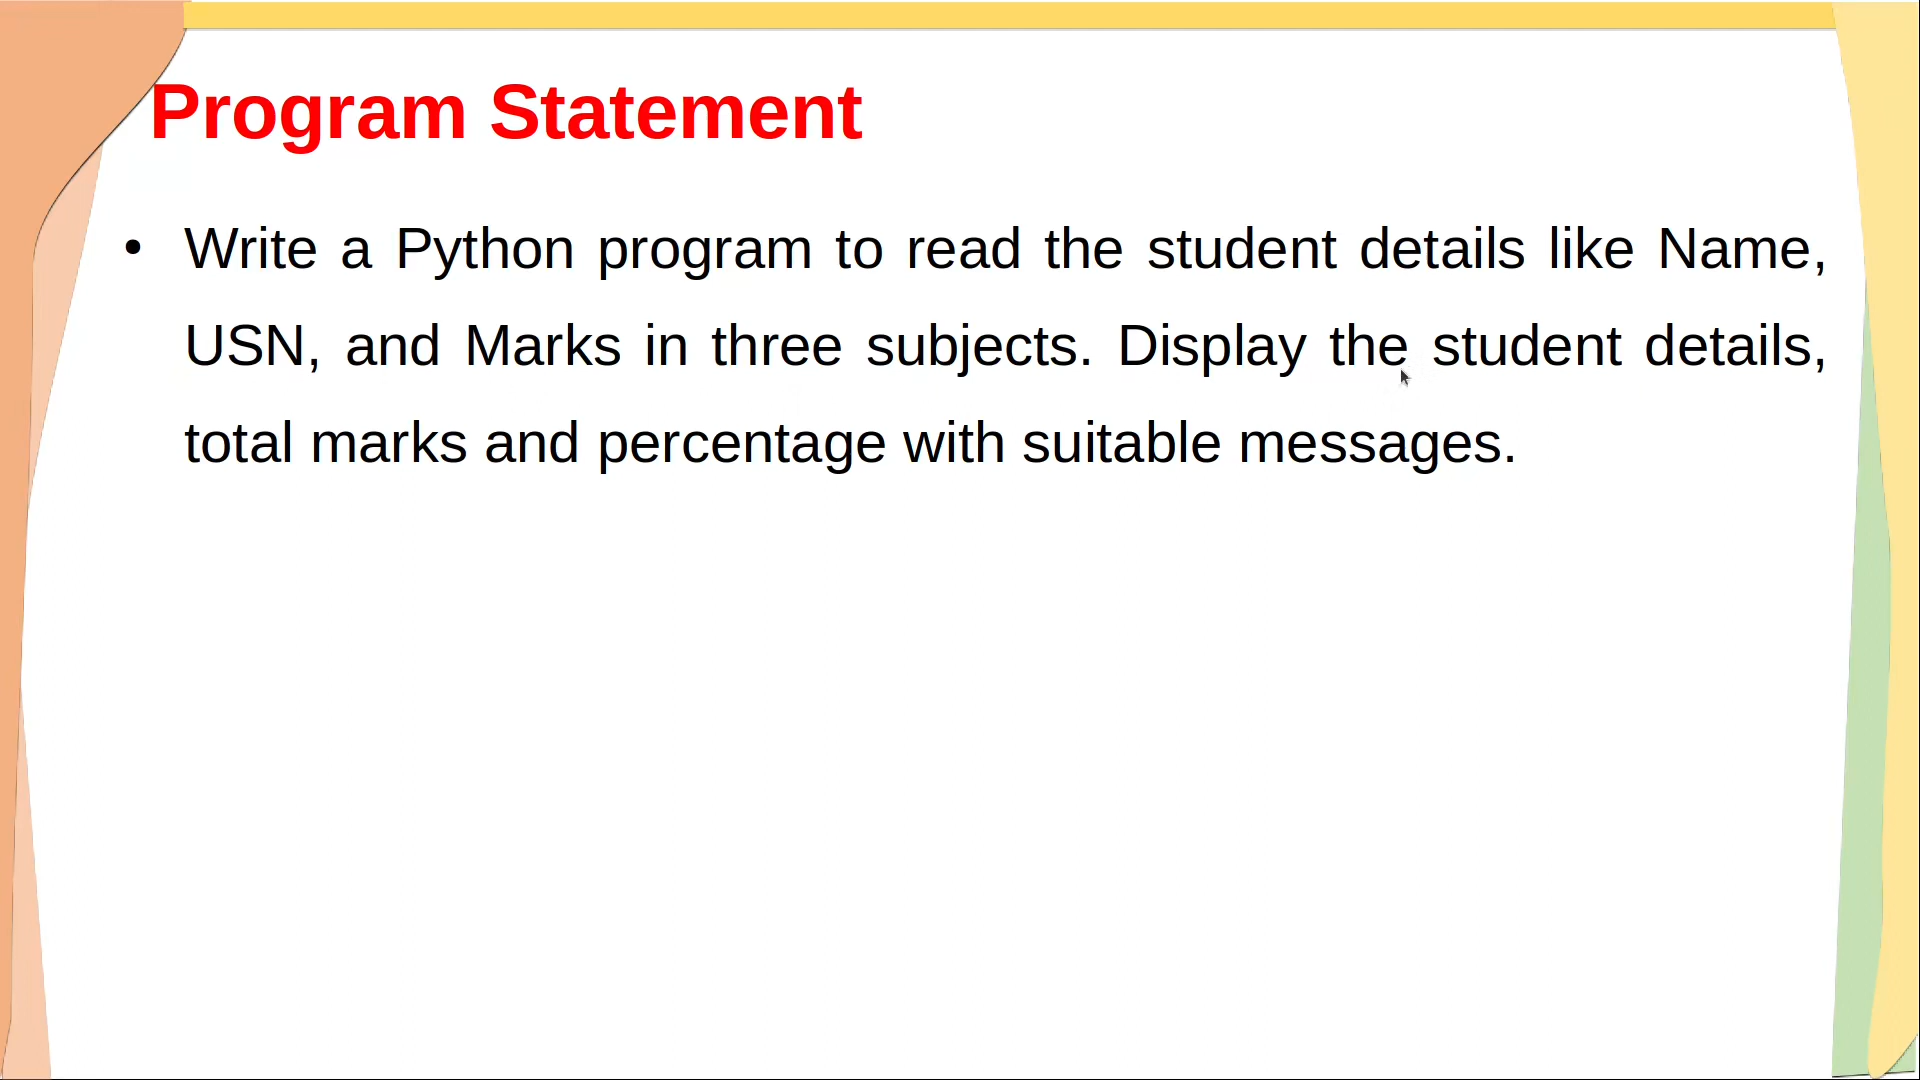 Program Statement
• Write a Python program to read the student details like Name,
USN, and Marks in three subjects. Display the student details,
total marks and percentage with suitable messages.